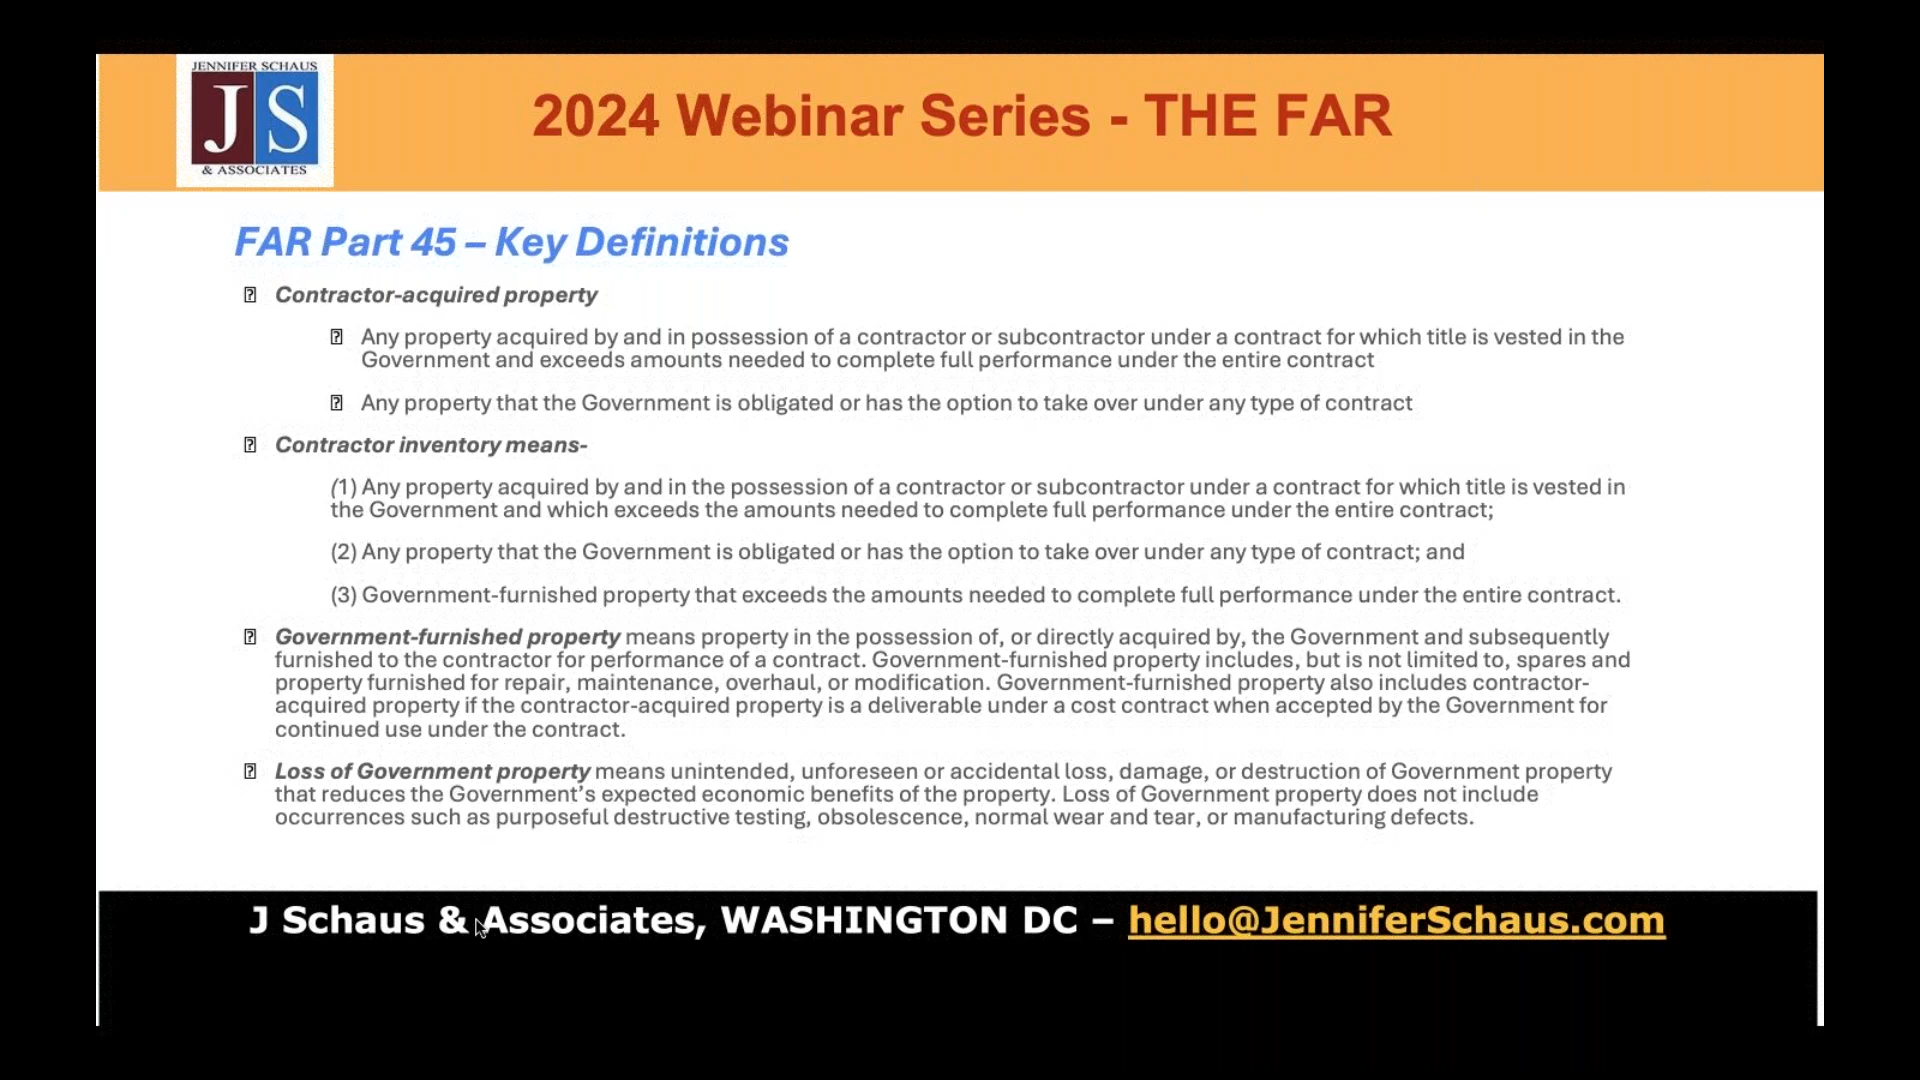 JENNIFER SCHAUS
JS
& ASSOCIATES
2024 Webinar Series - THE FAR
FAR Part 45 – Key Definitions
Contractor-acquired property
Any property acquired by and in possession of a contractor or subcontractor under a contract for which title is vested in the
Government and exceeds amounts needed to complete full performance under the entire contract
Any property that the Government is obligated or has the option to take over under any type of contract
Contractor inventory means-
(1) Any property acquired by and in the possession of a contractor or subcontractor under a contract for which title is vested in
the Government and which exceeds the amounts needed to complete full performance under the entire contract;
(2) Any property that the Government is obligated or has the option to take over under any type of contract; and
(3) Government-furnished property that exceeds the amounts needed to complete full performance under the entire contract.
Government-furnished property means property in the possession of, or directly acquired by, the Government and subsequently
furnished to the contractor for performance of a contract. Government-furnished property includes, but is not limited to, spares and
property furnished for repair, maintenance, overhaul, or modification. Government-furnished property also includes contractor-
acquired property if the contractor-acquired property is a deliverable under a cost contract when accepted by the Government for
continued use under the contract.
Loss of Government property means unintended, unforeseen or accidental loss, damage, or destruction of Government property
that reduces the Government’s expected economic benefits of the property. Loss of Government property does not include
occurrences such as purposeful destructive testing, obsolescence, normal wear and tear, or manufacturing defects.
J Schaus & Associates, WASHINGTON DC – hello@JenniferSchaus.com